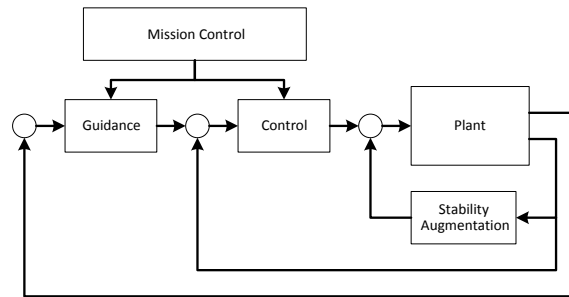 Mission Control
Guidance
Control
Plant
Stability
Augmentation